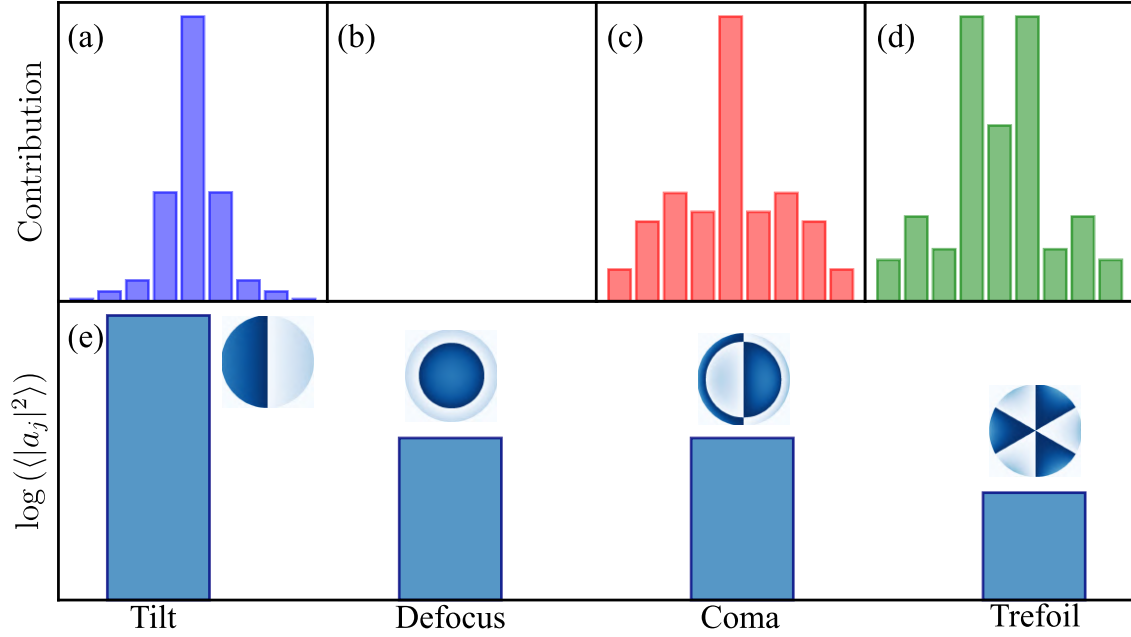 (a)
(b)
(c)
(d)
Contribution
(e)
log (⟨|a_j|^2⟩)
Tilt
Defocus
Coma
Trefoil